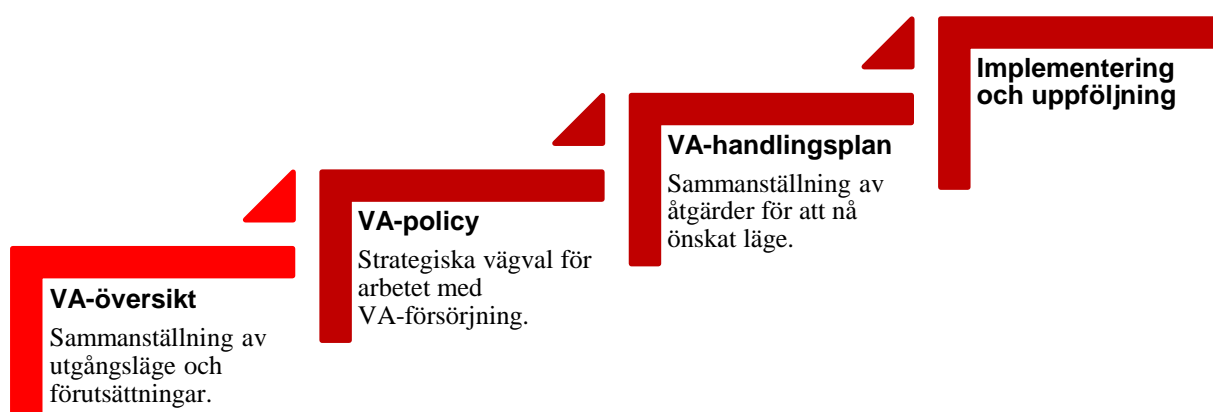 VA-översikt
Sammanställning av
utgångsläge och
förutsättningar.
VA-policy
Strategiska vägval för
arbetet med
VA-försörjning.
VA-handlingsplan
Sammanställning av
åtgärder för att nå
önskat läge.
Implementering
och uppföljning